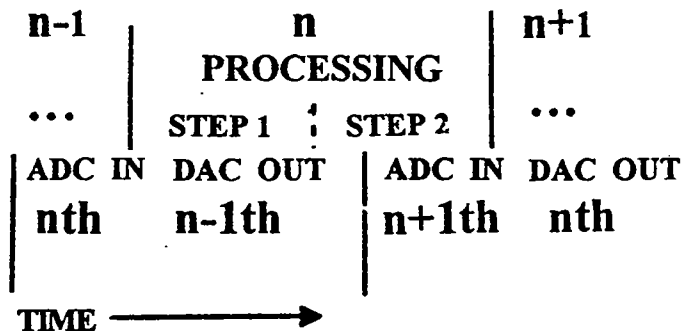 n-1 n n+1
PROCESSING
... STEP 1 STEP 2 ...
ADC IN DAC OUT ADC IN DAC OUT
nth n-1th n+1th nth
TIME